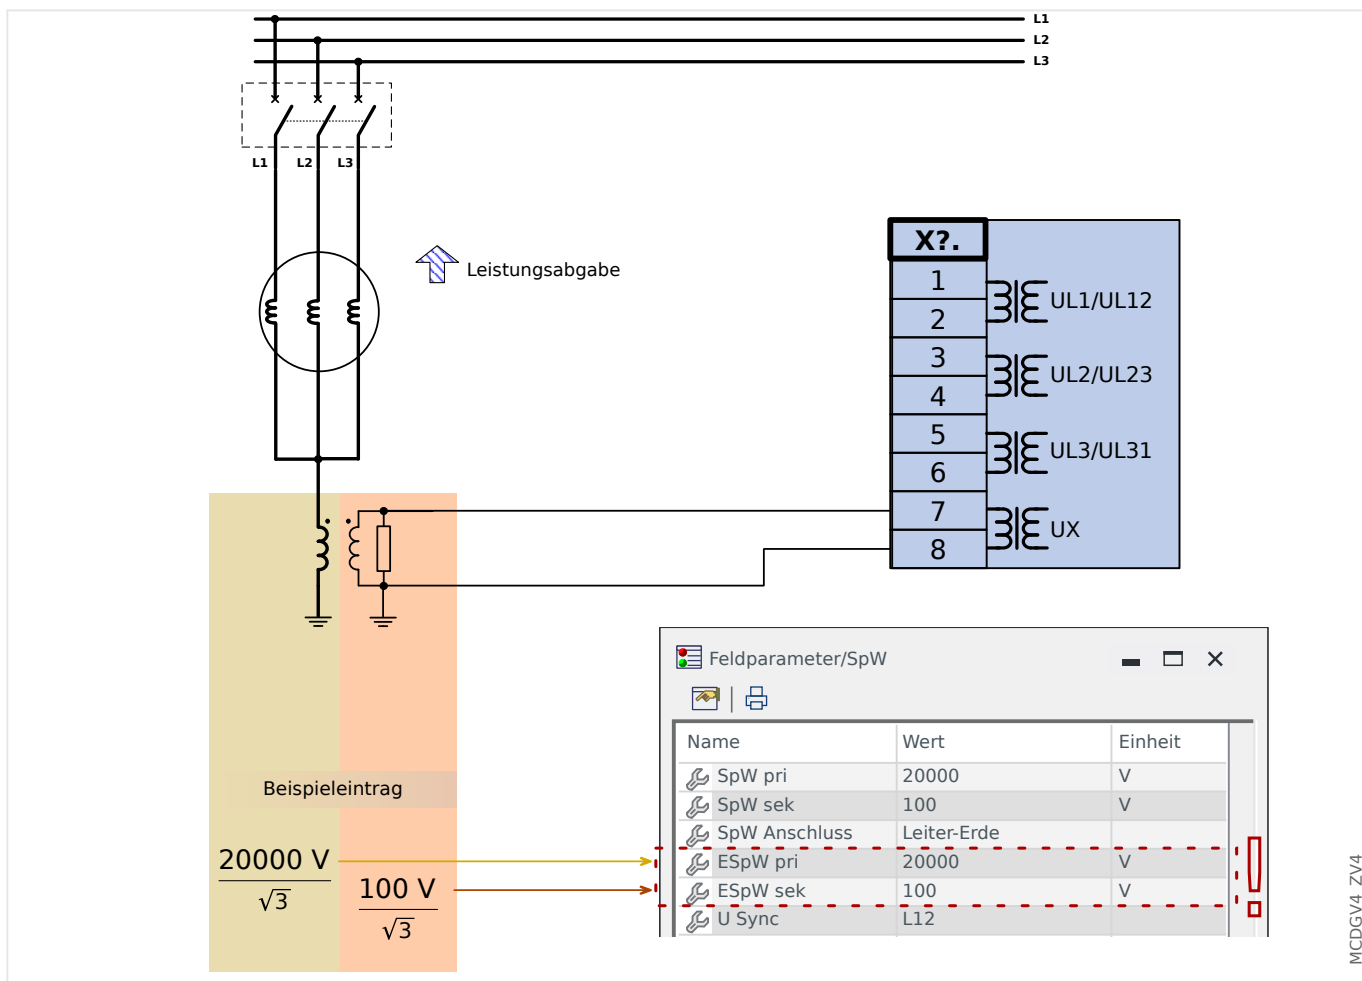 L1
L2
L3
L1 L2 L3
Leistungsabgabe
X?.
1
2
3
4
5
6
7
8
UL1/UL12
UL2/UL23
UL3/UL31
UX
Feldparameter/SpW
Name Wert Einheit
SpW pri 20000 V
SpW sek 100 V
SpW Anschluss Leiter-Erde
ESpW pri 20000 V
ESpW sek 100 V
U Sync L12
Beispieleintrag
20000 V
√3
100 V
√3
MCDGV4 ZV4